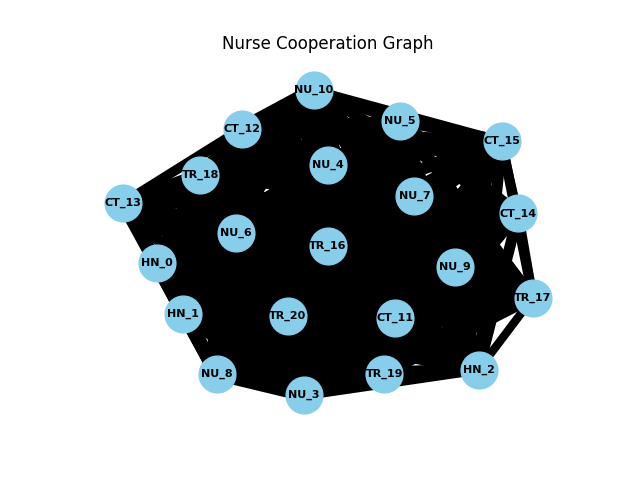 Nurse Cooperation Graph
NU_10
NU_5
CT_12
CT_15
NU_4
TR_18
NU_7
CT_13
CT_14
NU_6
TR_16
HN_0
NU_9
TR_17
HN_1
TR_20
CT_11
NU_8
TR_19
HN_2
NU_3